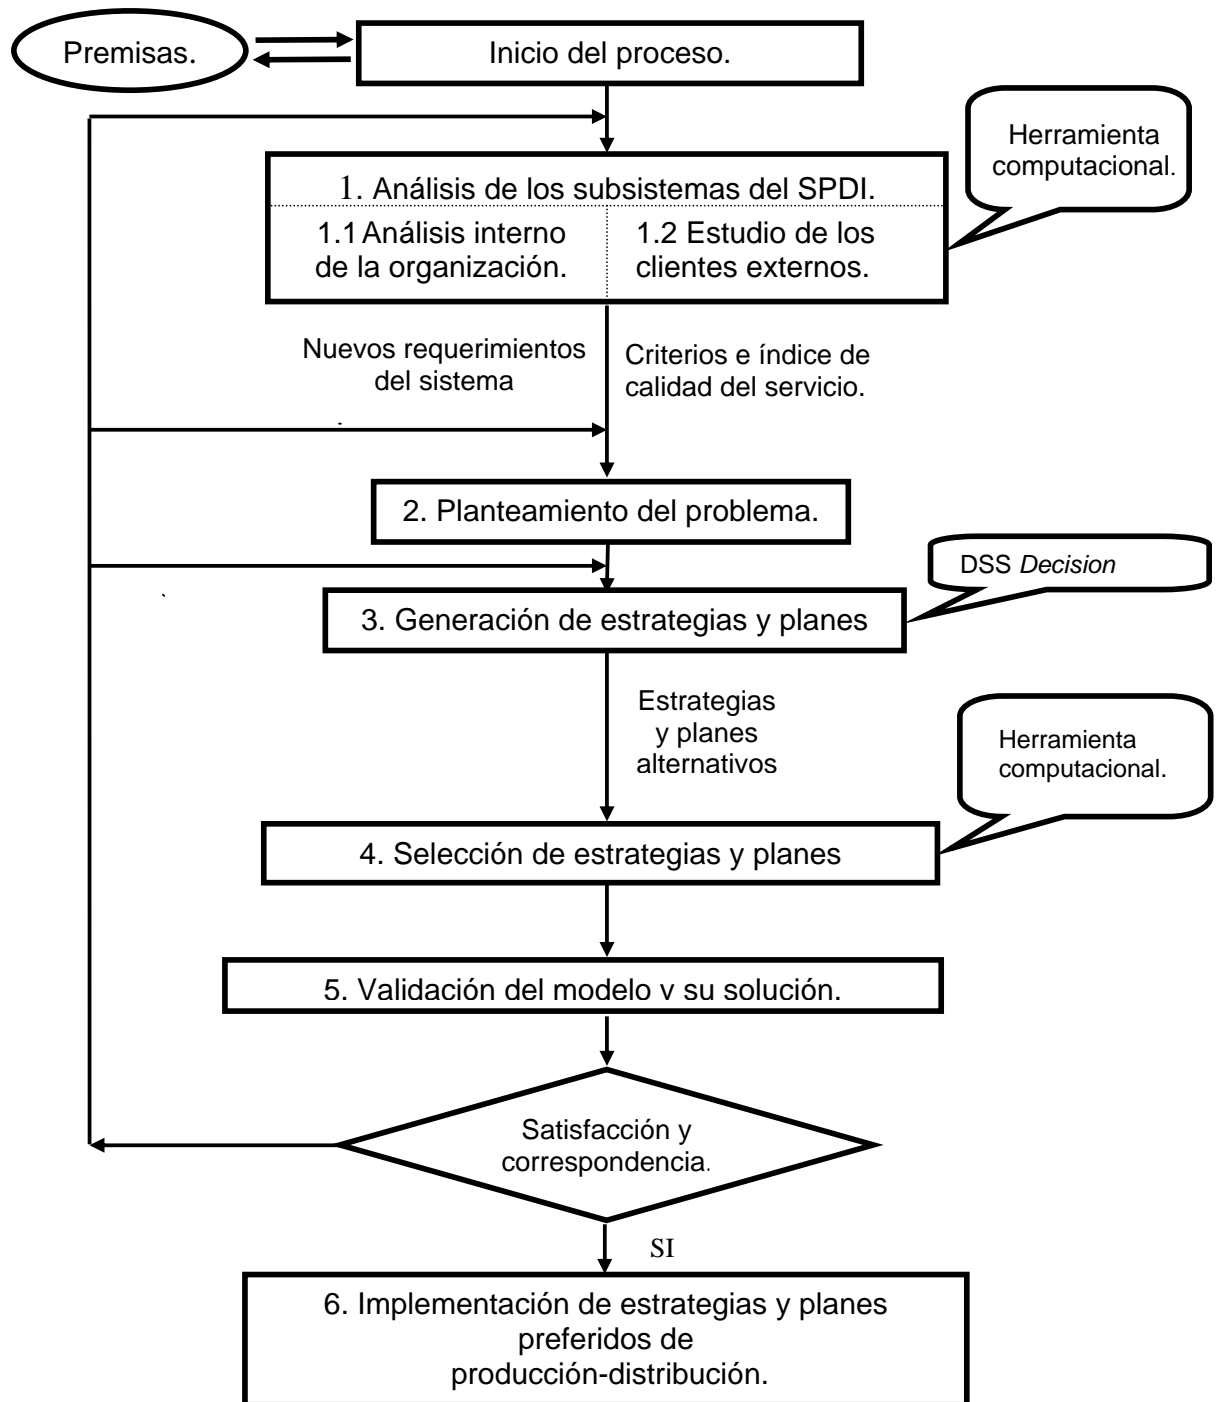 Premisas.
Inicio del proceso.
Herramienta
computacional.
1. Análisis de los subsistemas del SPDI.
1.1 Análisis interno
de la organización.
1.2 Estudio de los
clientes externos.
Nuevos requerimientos
del sistema
Criterios e índice de
calidad del servicio.
2. Planteamiento del problema.
DSS Decision
3. Generación de estrategias y planes
Estrategias
y planes
alternativos
Herramienta
computacional.
4. Selección de estrategias y planes
5. Validación del modelo v su solución.
Satisfacción y
correspondencia.
SI
6. Implementación de estrategias y planes
preferidos de
producción-distribución.